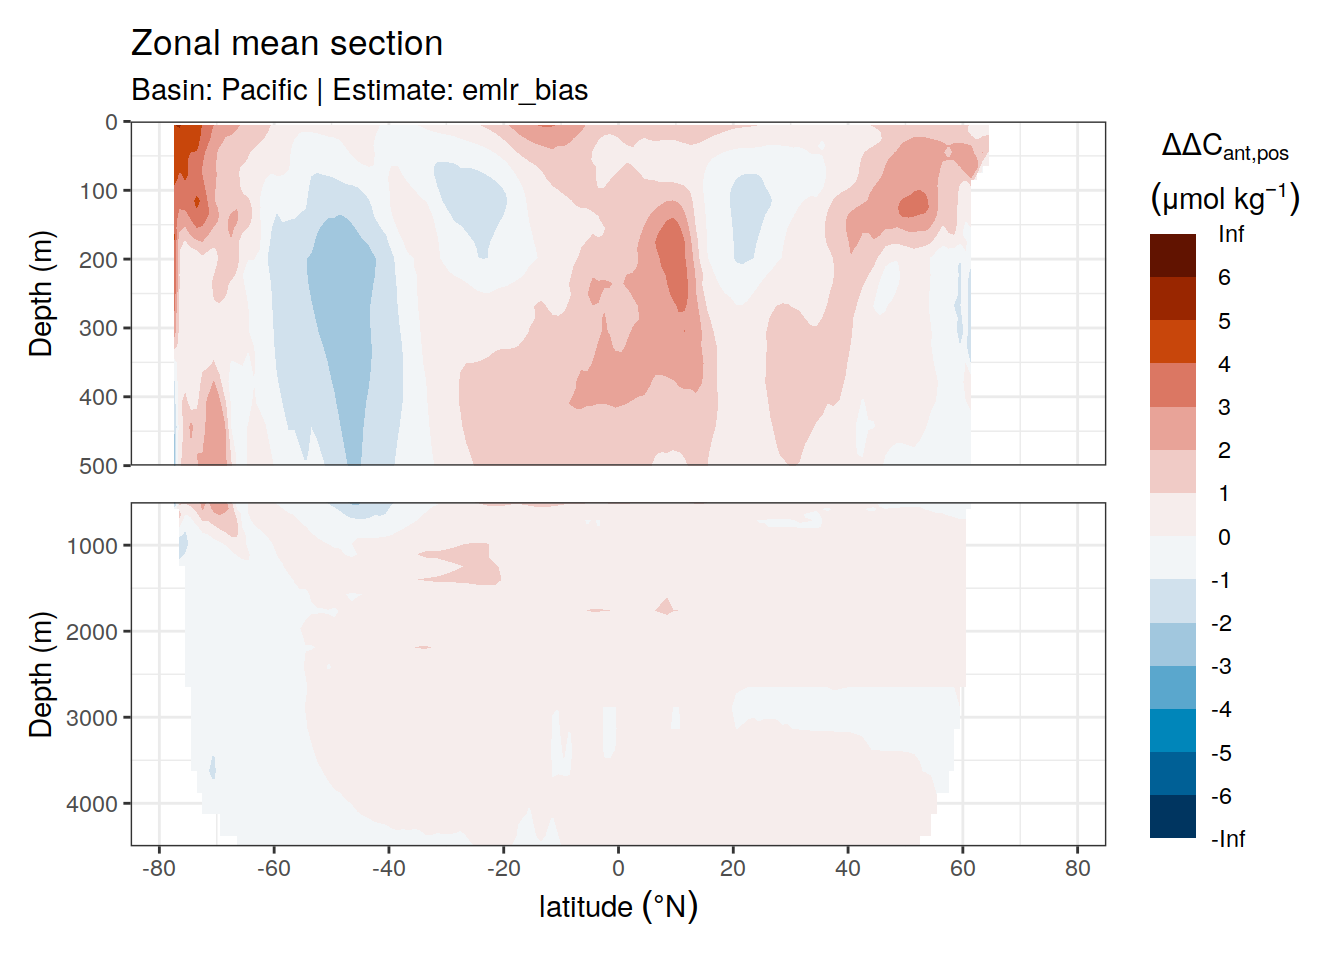 Zonal mean section
Basin: Pacific | Estimate: emlr_bias
0
100
200
300
400
500
Depth (m)
1000
2000
3000
4000
Depth (m)
-80 -60 -40 -20 0 20 40 60 80
latitude (°N)
ΔΔCant,pos
(µmol kg⁻¹)
Inf
6
5
4
3
2
1
0
-1
-2
-3
-4
-5
-6
-Inf